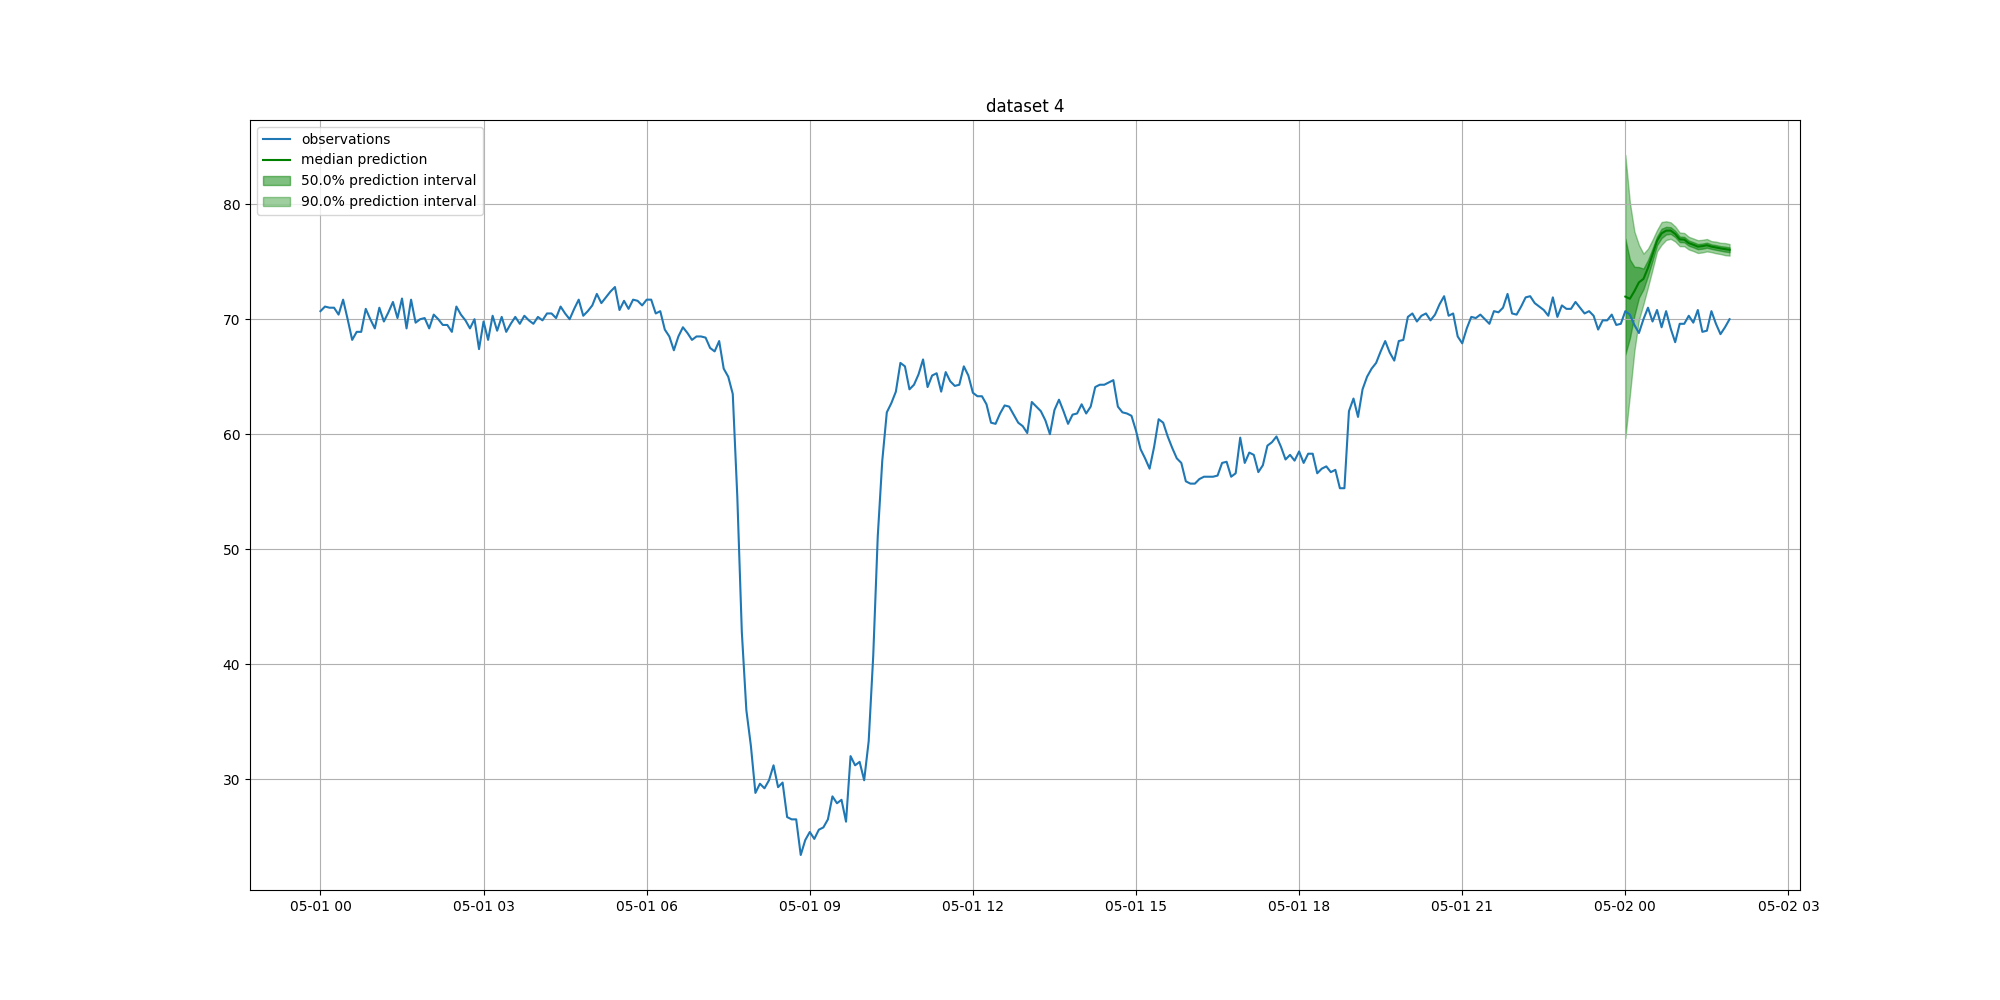 dataset 4
observations
median prediction
50.0% prediction interval
90.0% prediction interval
80
70
60
50
40
30
05-01 00 05-01 03 05-01 06 05-01 09 05-01 12 05-01 15 05-01 18 05-01 21 05-02 00 05-02 03